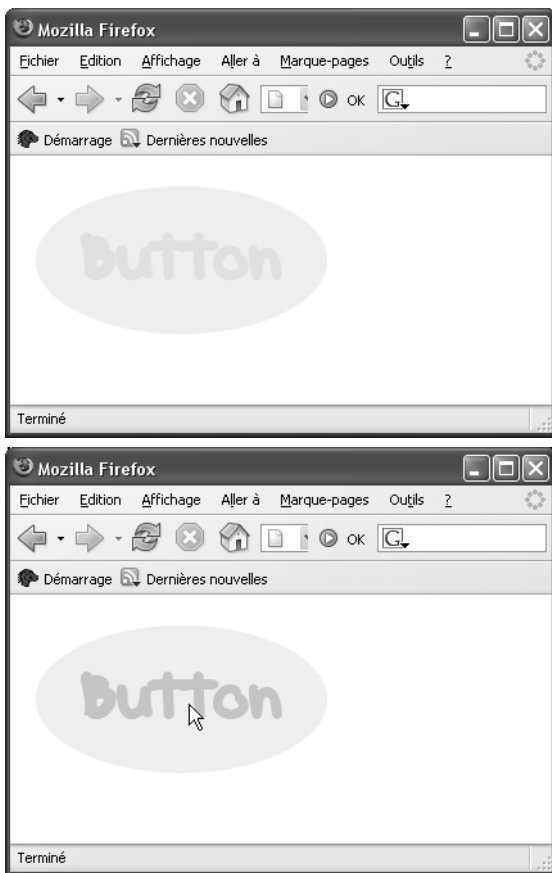 Mozilla Firefox
Fichier Edition Affichage Aller à Marque-pages Outils ?
OK G
Démarrage Dernières nouvelles
Button
Terminé
Mozilla Firefox
Fichier Edition Affichage Aller à Marque-pages Outils ?
OK G
Démarrage Dernières nouvelles
Button
Terminé